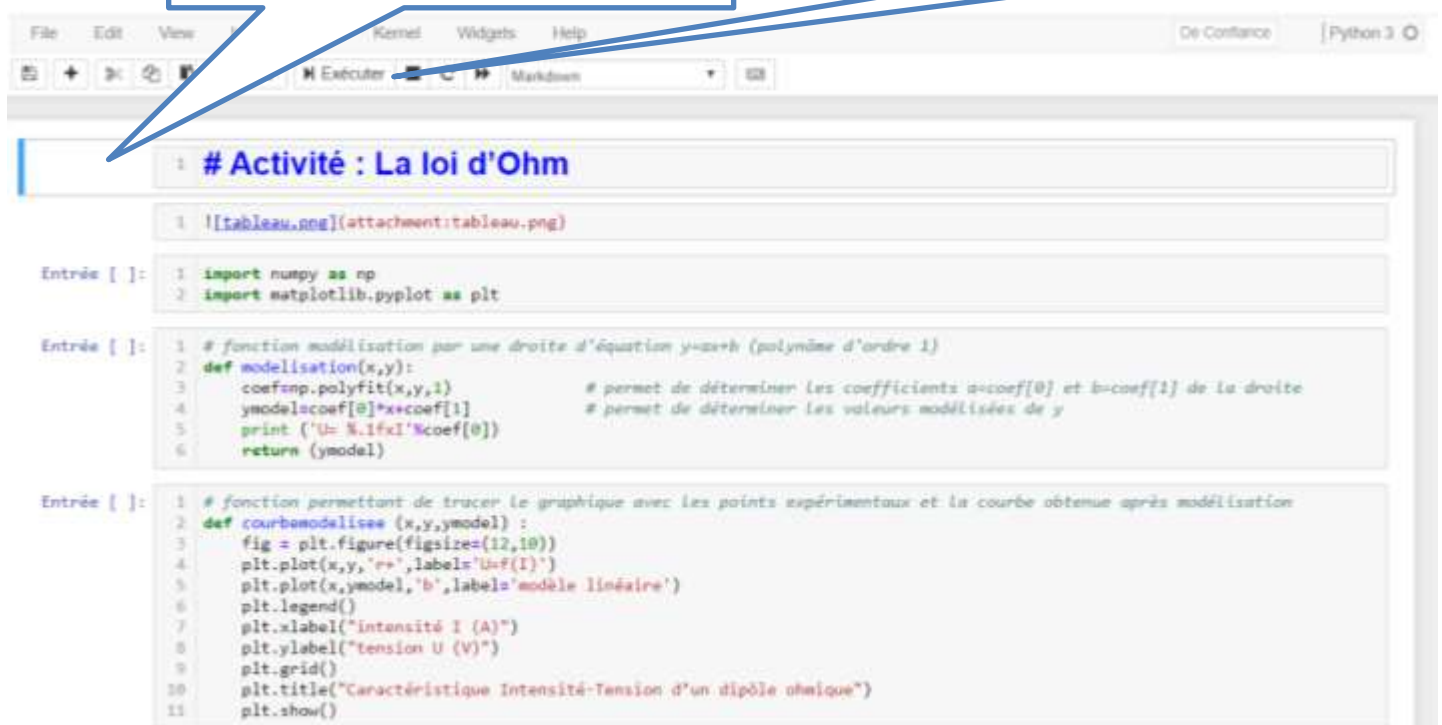 File Edit View Kernel Widgets Help De Confiance Python 3
Exécuter Markdown
1 # Activité : La loi d'Ohm
1 ![tableau.png](attachment:tableau.png)
Entrée [ ]: 1 import numpy as np
2 import matplotlib.pyplot as plt
Entrée [ ]: 1 # fonction modélisation par une droite d'équation y=ax+b (polynôme d'ordre 1)
2 def modelisation(x,y):
3 coef=np.polyfit(x,y,1) # permet de déterminer les coefficients a=coef[0] et b=coef[1] de la droite
4 ymodel=coef[0]*x+coef[1] # permet de déterminer les valeurs modélisées de y
5 print ('U= %.1fxI'%coef[0])
6 return (ymodel)
Entrée [ ]: 1 # fonction permettant de tracer le graphique avec les points expérimentaux et la courbe obtenue après modélisation
2 def courbemodelisee (x,y,ymodel) :
3 fig = plt.figure(figsize=(12,10))
4 plt.plot(x,y,'r+',label='U=f(I)')
5 plt.plot(x,ymodel,'b',label='modèle linéaire')
6 plt.legend()
7 plt.xlabel("intensité I (A)")
8 plt.ylabel("tension U (V)")
9 plt.grid()
10 plt.title("Caractéristique Intensité-Tension d'un dipôle ohmique")
11 plt.show()